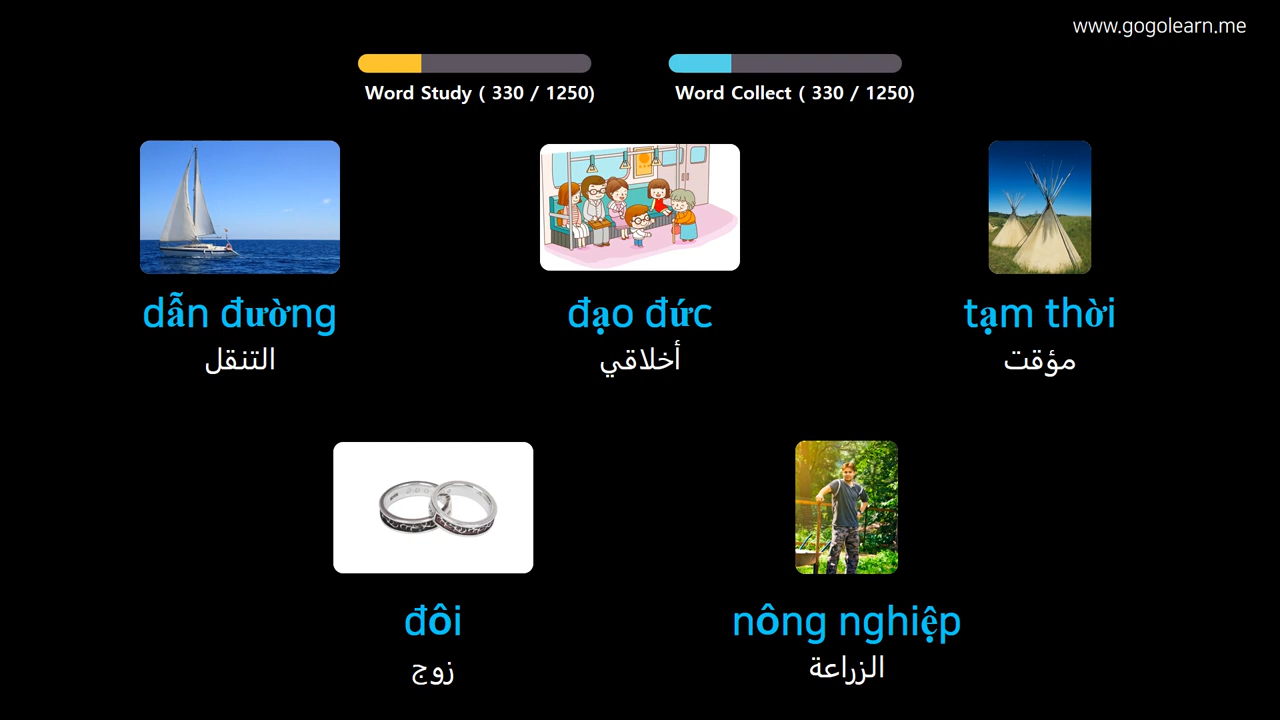 www.gogolearn.me
Word Study ( 330 / 1250)
Word Collect ( 330 / 1250)
dẫn đường
التنقل
đạo đức
أخلاقي
tạm thời
مؤقت
đôi
زوج
nông nghiệp
الزراعة